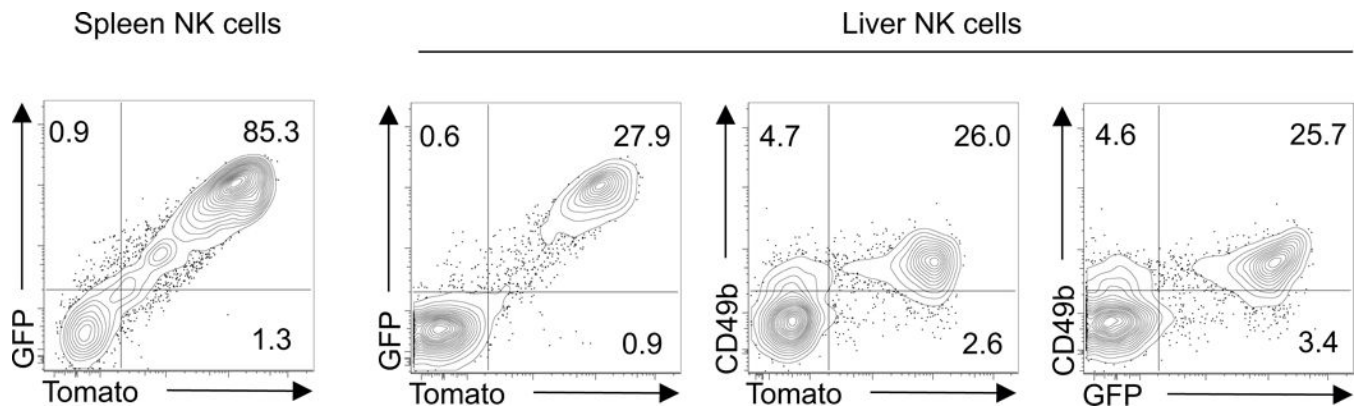 Spleen NK cells
Liver NK cells
0.9 85.3
0.6 27.9
4.7 26.0
4.6 25.7
1.3
0.9
2.6
3.4
GFP
GFP
CD49b
CD49b
Tomato
Tomato
Tomato
GFP